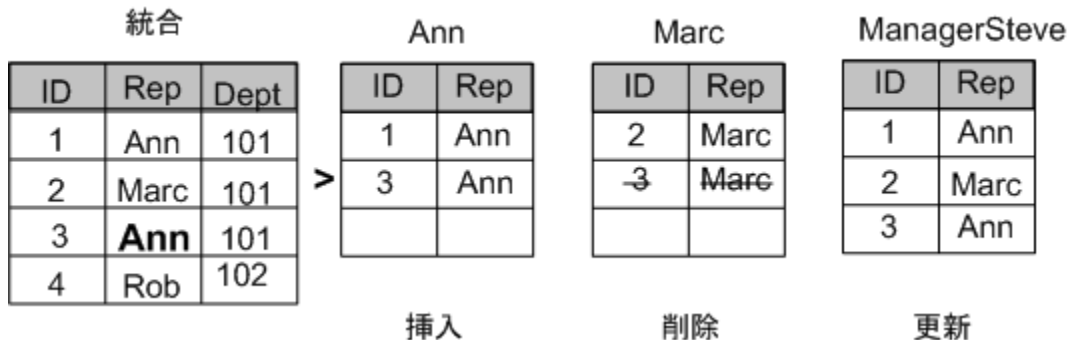 統合
ID Rep Dept
1 Ann 101
2 Marc 101
3 Ann 101
4 Rob 102
>
Ann
ID Rep
1 Ann
3 Ann
挿入
Marc
ID Rep
2 Marc
3 Marc
削除
ManagerSteve
ID Rep
1 Ann
2 Marc
3 Ann
更新